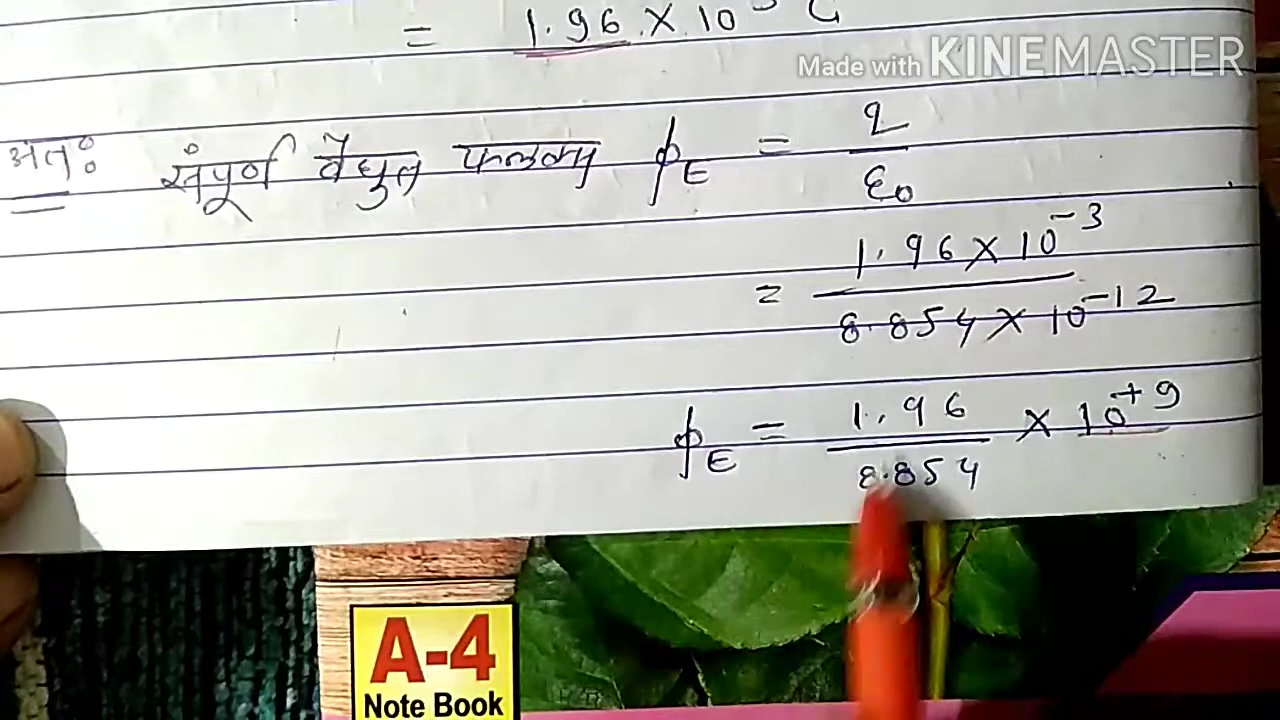 = 1.96 × 10
Made with KINEMASTER
अतः संपूर्ण वैधुत फलक्स ϕE = q/ε0
= 1.96 × 10^-3 / 8.854 × 10^-12
ϕE = 1.96 / 8.854 × 10^+9
A-4
Note Book